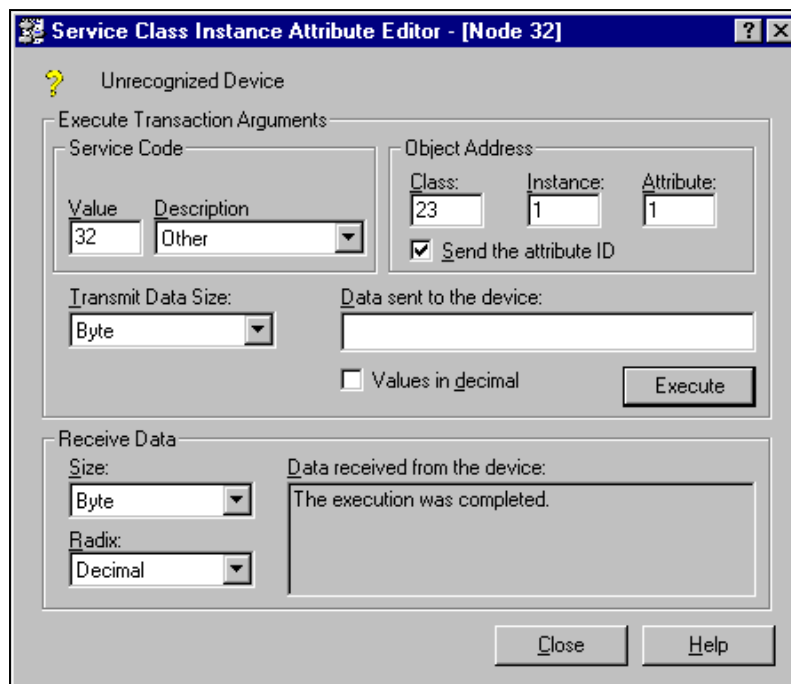 Service Class Instance Attribute Editor - [Node 32]
Unrecognized Device
Execute Transaction Arguments
Service Code
Object Address
Class: Instance: Attribute:
Value Description
23 1 1
32 Other
Send the attribute ID
Transmit Data Size: Data sent to the device:
Byte
Values in decimal
Execute
Receive Data
Size: Data received from the device:
Byte The execution was completed.
Radix:
Decimal
Close Help